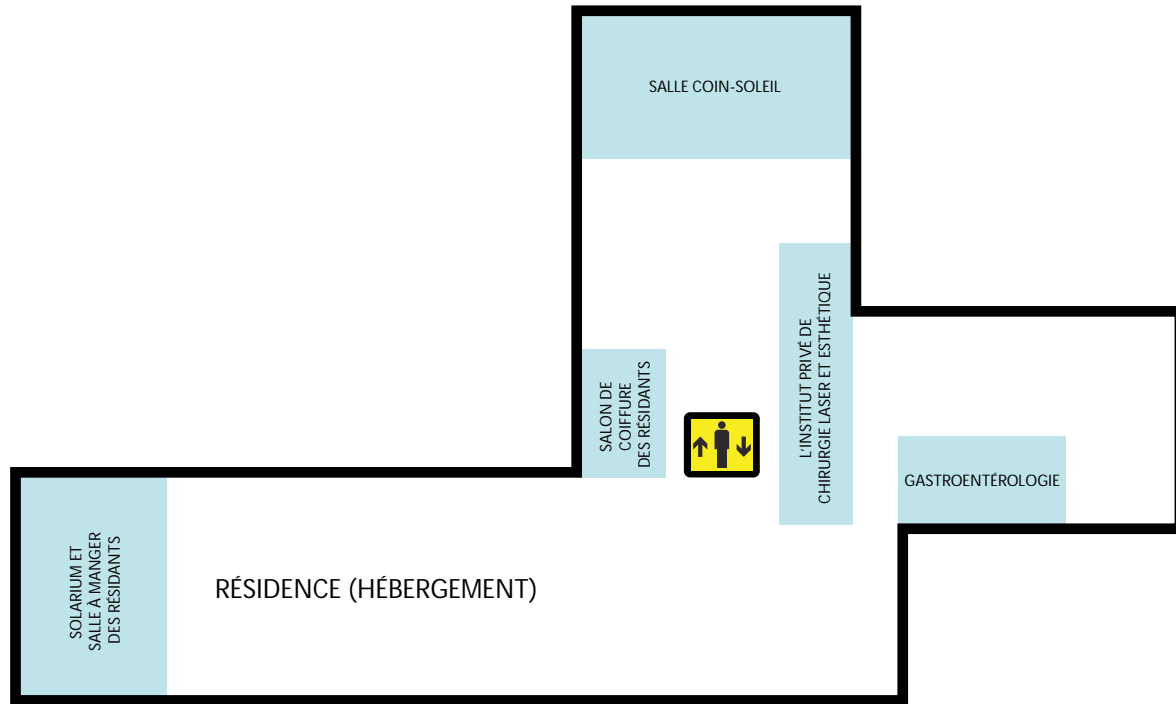 SALLE COIN-SOLEIL
L'INSTITUT PRIVÉ DE
CHIRURGIE LASER ET ESTHÉTIQUE
SALON DE
COIFFURE
DES RÉSIDANTS
GASTROENTÉROLOGIE
SOLARIUM ET
SALLE À MANGER
DES RÉSIDANTS
RÉSIDENCE (HÉBERGEMENT)